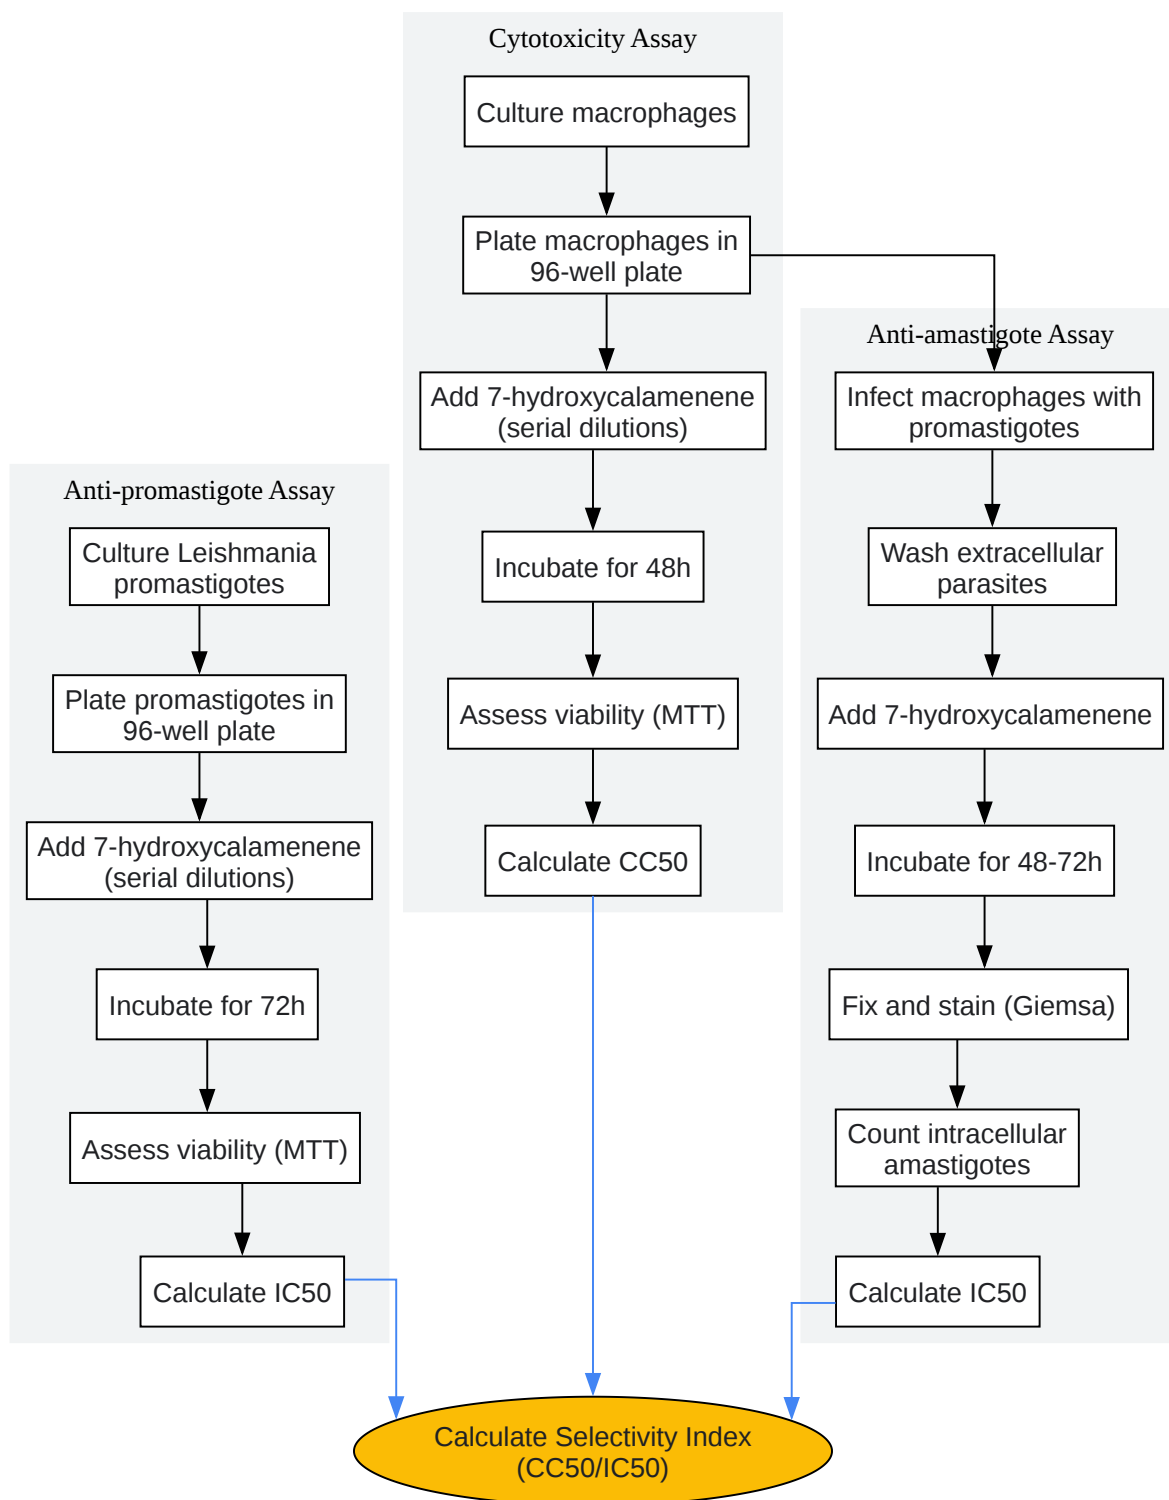 Cytotoxicity Assay
Culture macrophages
Plate macrophages in
96-well plate
Add 7-hydroxycalamenene
(serial dilutions)
Incubate for 48h
Assess viability (MTT)
Calculate CC50
Anti-amastigote Assay
Infect macrophages with
promastigotes
Wash extracellular
parasites
Add 7-hydroxycalamenene
Incubate for 48-72h
Fix and stain (Giemsa)
Count intracellular
amastigotes
Calculate IC50
Anti-promastigote Assay
Culture Leishmania
promastigotes
Plate promastigotes in
96-well plate
Add 7-hydroxycalamenene
(serial dilutions)
Incubate for 72h
Assess viability (MTT)
Calculate IC50
Calculate Selectivity Index
(CC50/IC50)